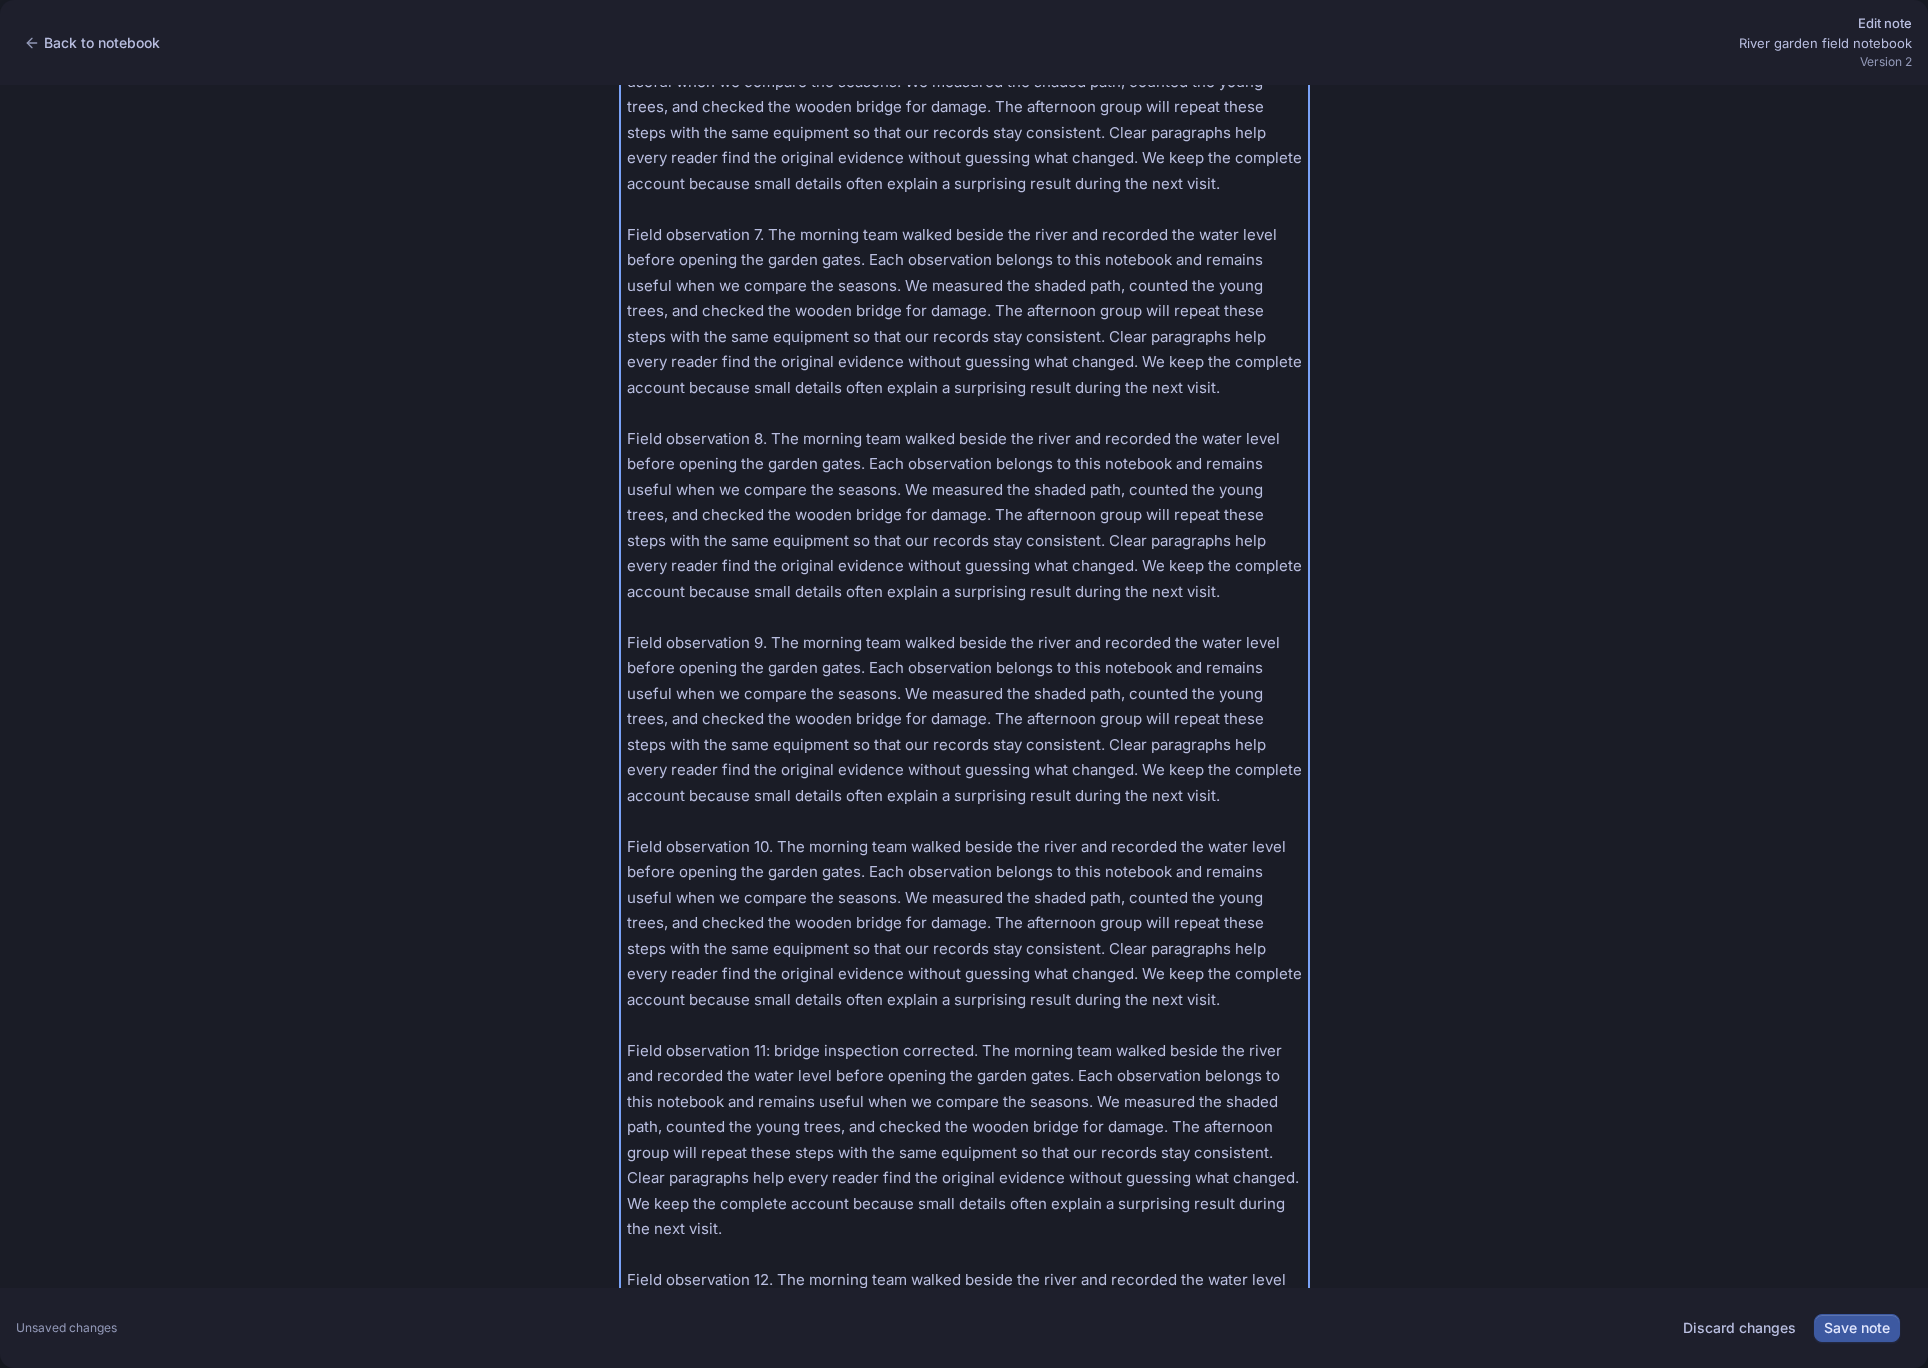 Back to notebook
Edit note
River garden field notebook
Version 2
useful when we compare the seasons. We measured the shaded path, counted the young
trees, and checked the wooden bridge for damage. The afternoon group will repeat these
steps with the same equipment so that our records stay consistent. Clear paragraphs help
every reader find the original evidence without guessing what changed. We keep the complete
account because small details often explain a surprising result during the next visit.
Field observation 7. The morning team walked beside the river and recorded the water level
before opening the garden gates. Each observation belongs to this notebook and remains
useful when we compare the seasons. We measured the shaded path, counted the young
trees, and checked the wooden bridge for damage. The afternoon group will repeat these
steps with the same equipment so that our records stay consistent. Clear paragraphs help
every reader find the original evidence without guessing what changed. We keep the complete
account because small details often explain a surprising result during the next visit.
Field observation 8. The morning team walked beside the river and recorded the water level
before opening the garden gates. Each observation belongs to this notebook and remains
useful when we compare the seasons. We measured the shaded path, counted the young
trees, and checked the wooden bridge for damage. The afternoon group will repeat these
steps with the same equipment so that our records stay consistent. Clear paragraphs help
every reader find the original evidence without guessing what changed. We keep the complete
account because small details often explain a surprising result during the next visit.
Field observation 9. The morning team walked beside the river and recorded the water level
before opening the garden gates. Each observation belongs to this notebook and remains
useful when we compare the seasons. We measured the shaded path, counted the young
trees, and checked the wooden bridge for damage. The afternoon group will repeat these
steps with the same equipment so that our records stay consistent. Clear paragraphs help
every reader find the original evidence without guessing what changed. We keep the complete
account because small details often explain a surprising result during the next visit.
Field observation 10. The morning team walked beside the river and recorded the water level
before opening the garden gates. Each observation belongs to this notebook and remains
useful when we compare the seasons. We measured the shaded path, counted the young
trees, and checked the wooden bridge for damage. The afternoon group will repeat these
steps with the same equipment so that our records stay consistent. Clear paragraphs help
every reader find the original evidence without guessing what changed. We keep the complete
account because small details often explain a surprising result during the next visit.
Field observation 11: bridge inspection corrected. The morning team walked beside the river
and recorded the water level before opening the garden gates. Each observation belongs to
this notebook and remains useful when we compare the seasons. We measured the shaded
path, counted the young trees, and checked the wooden bridge for damage. The afternoon
group will repeat these steps with the same equipment so that our records stay consistent.
Clear paragraphs help every reader find the original evidence without guessing what changed.
We keep the complete account because small details often explain a surprising result during
the next visit.
Field observation 12. The morning team walked beside the river and recorded the water level
Unsaved changes
Discard changes
Save note